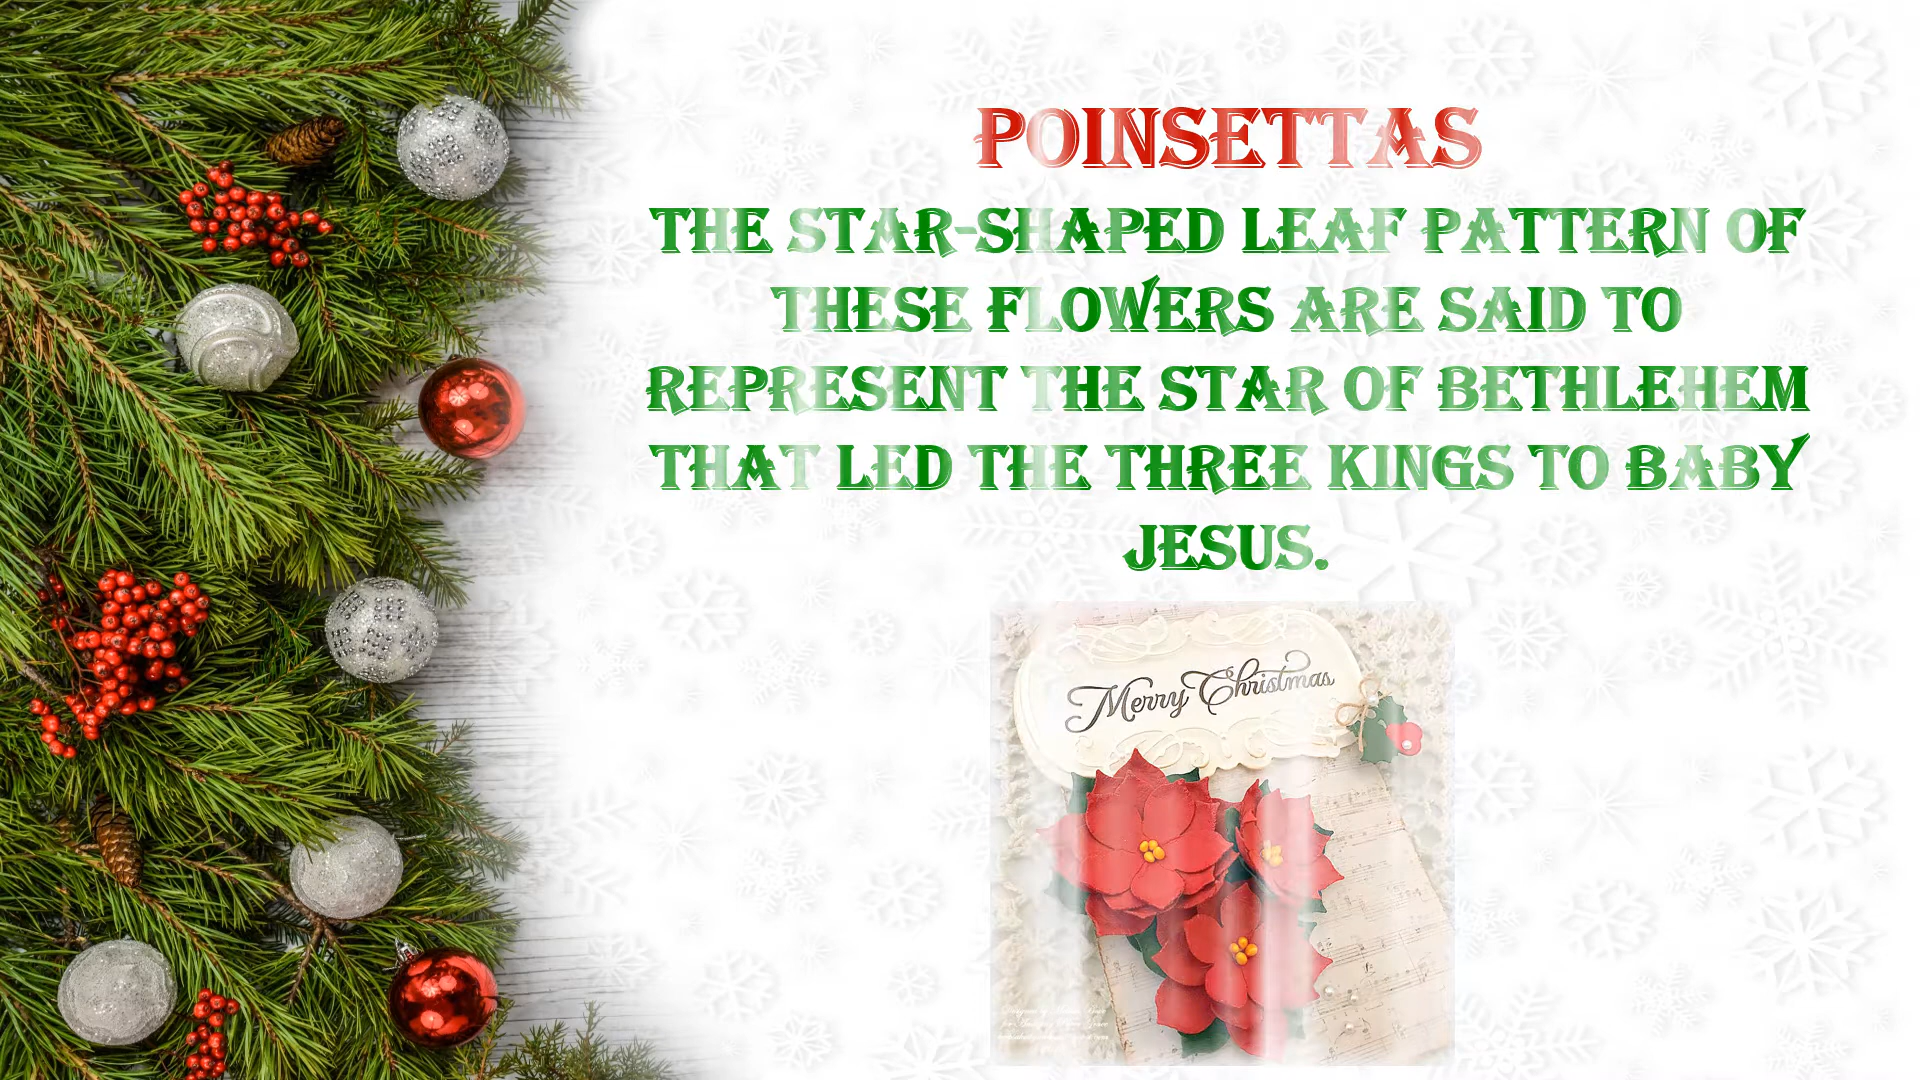 POINSETTAS
THE STAR-SHAPED LEAF PATTERN OF
THESE FLOWERS ARE SAID TO
REPRESENT THE STAR OF BETHLEHEM
THAT LED THE THREE KINGS TO BABY
JESUS.
Merry Christmas